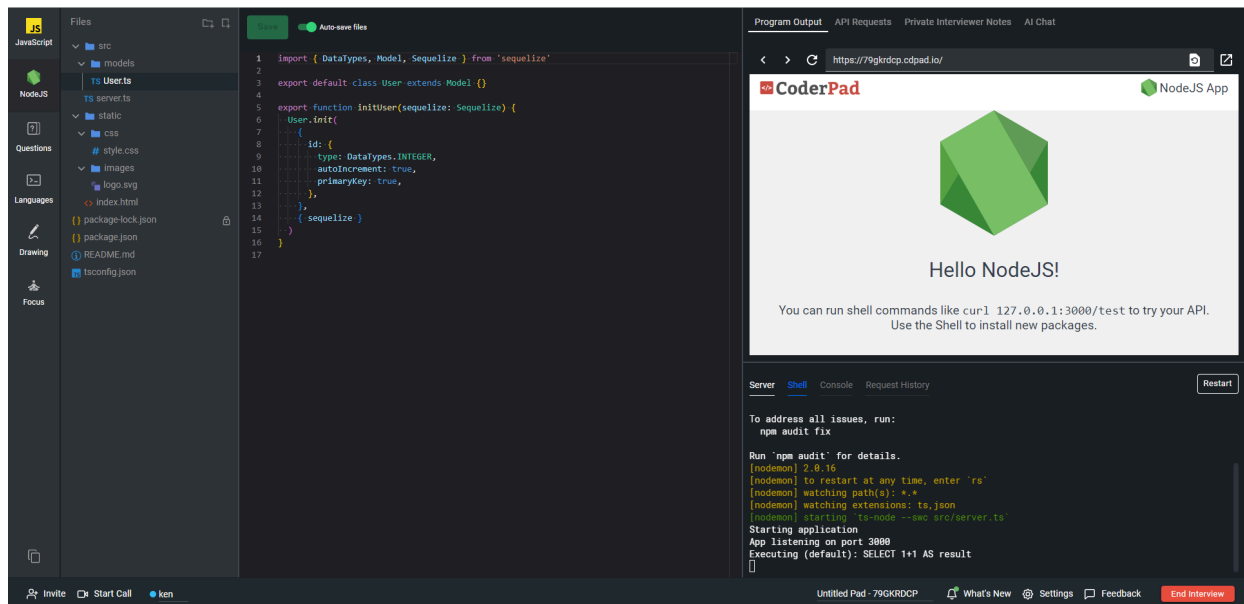 JS
JavaScript
NodeJS
Questions
Languages
Drawing
Focus
Files
src
models
TS User.ts
TS server.ts
static
css
# style.css
images
logo.svg
<> index.html
{} package-lock.json
{} package.json
README.md
tsconfig.json
Save
Auto-save files
1 import { DataTypes, Model, Sequelize } from 'sequelize'
2
3 export default class User extends Model {}
4
5 export function initUser(sequelize: Sequelize) {
6 User.init(
7 {
8 id: {
9 type: DataTypes.INTEGER,
10 autoIncrement: true,
11 primaryKey: true,
12 },
13 },
14 { sequelize }
15 )
16 }
17
Program Output API Requests Private Interviewer Notes AI Chat
https://79gkrdcp.cdpad.io/
CoderPad
NodeJS App
Hello NodeJS!
You can run shell commands like curl 127.0.0.1:3000/test to try your API.
Use the Shell to install new packages.
Server Shell Console Request History
Restart
To address all issues, run:
npm audit fix
Run `npm audit` for details.
[nodemon] 2.0.16
[nodemon] to restart at any time, enter `rs`
[nodemon] watching path(s): *.*
[nodemon] watching extensions: ts,json
[nodemon] starting `ts-node --swc src/server.ts`
Starting application
App listening on port 3000
Executing (default): SELECT 1+1 AS result
Invite Start Call ken
Untitled Pad - 79GKRDCP What's New Settings Feedback End Interview